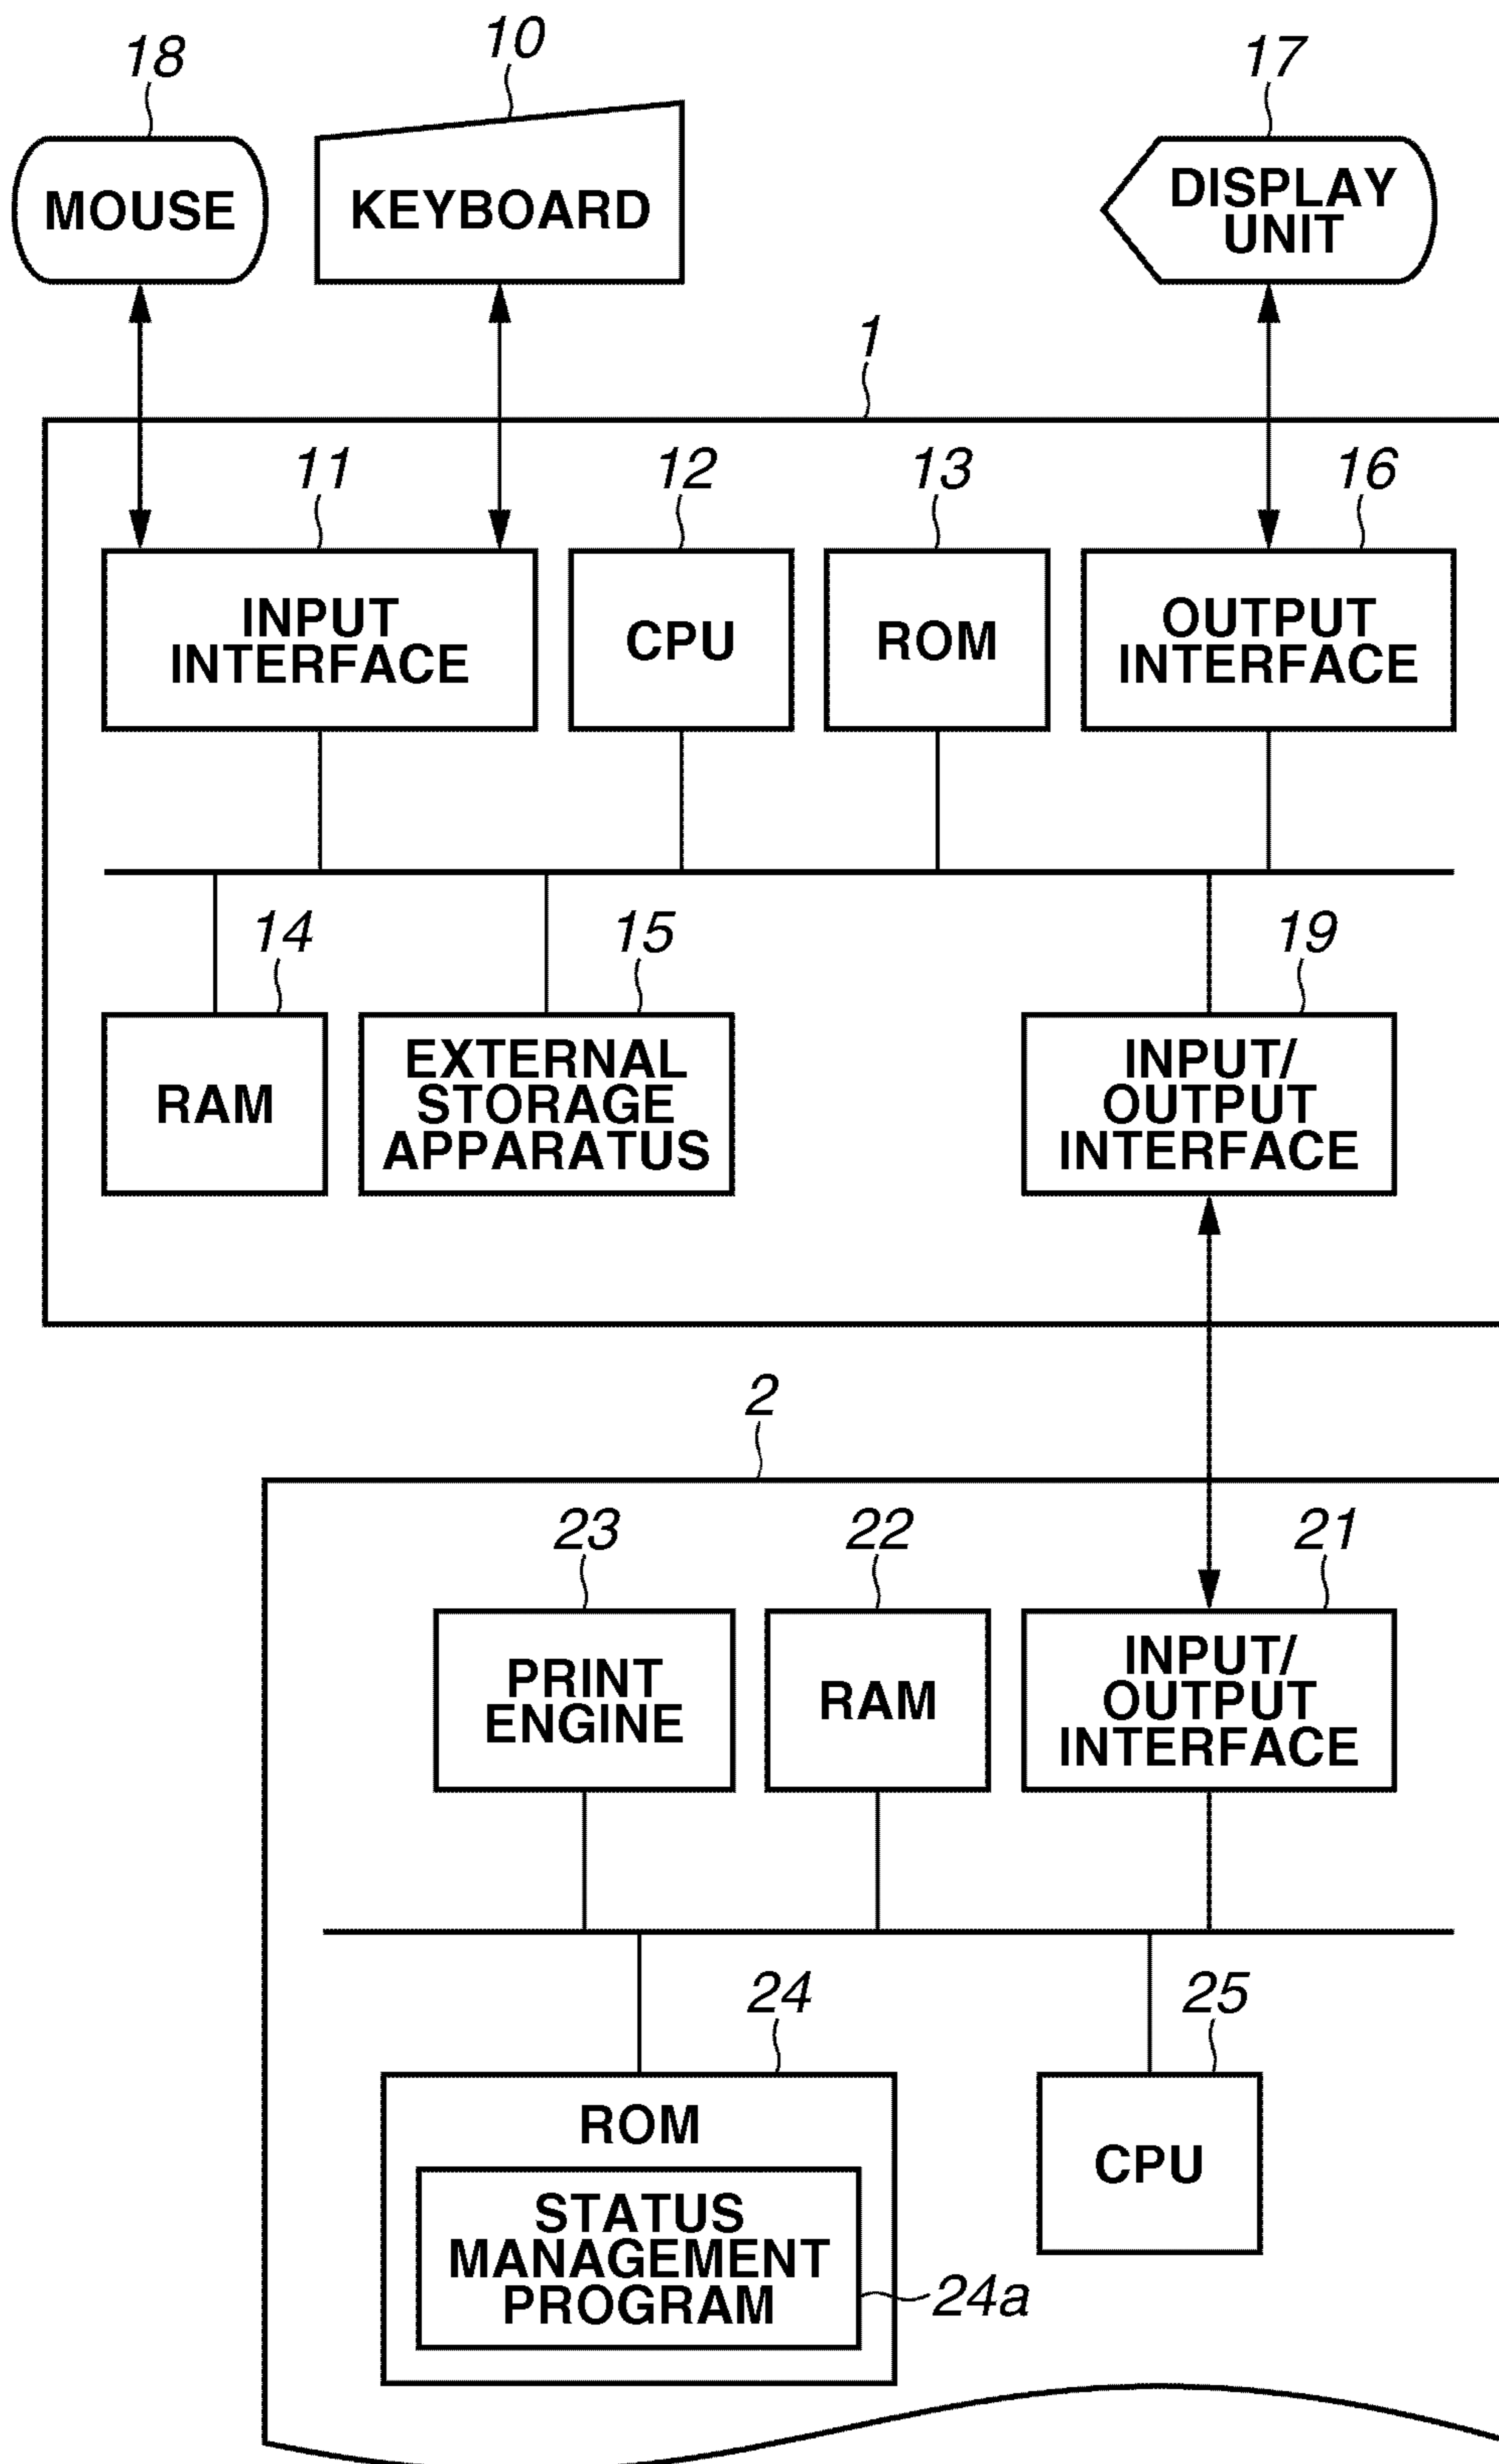 18
10
17
MOUSE
KEYBOARD
DISPLAY
UNIT
1
11
12
13
16
INPUT
INTERFACE
CPU
ROM
OUTPUT
INTERFACE
14
15
19
RAM
EXTERNAL
STORAGE
APPARATUS
INPUT/
OUTPUT
INTERFACE
2
23
22
21
PRINT
ENGINE
RAM
INPUT/
OUTPUT
INTERFACE
24
25
ROM
CPU
STATUS
MANAGEMENT
PROGRAM
24a